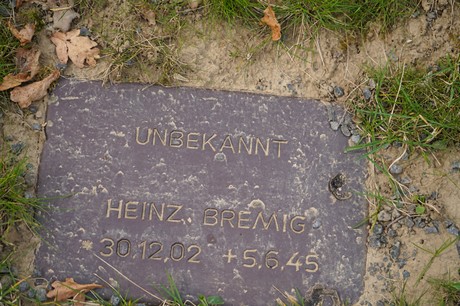 UNBEKANNT
HEINZ. BREMIG
* 30.12.02 + 5.6.45